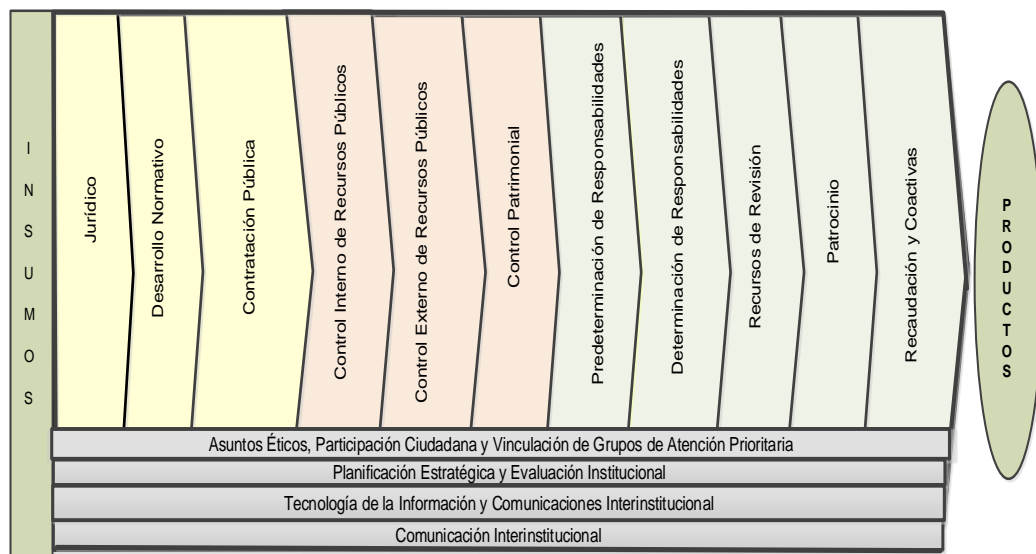 INSUMOS
Jurídico
Desarrollo Normativo
Contratación Pública
Control Interno de Recursos Públicos
Control Externo de Recursos Públicos
Control Patrimonial
Predeterminación de Responsabilidades
Determinación de Responsabilidades
Recursos de Revisión
Patrocinio
Recaudación y Coactivas
PRODUCTOS
Asuntos Éticos, Participación Ciudadana y Vinculación de Grupos de Atención Prioritaria
Planificación Estratégica y Evaluación Institucional
Tecnología de la Información y Comunicaciones Interinstitucional
Comunicación Interinstitucional